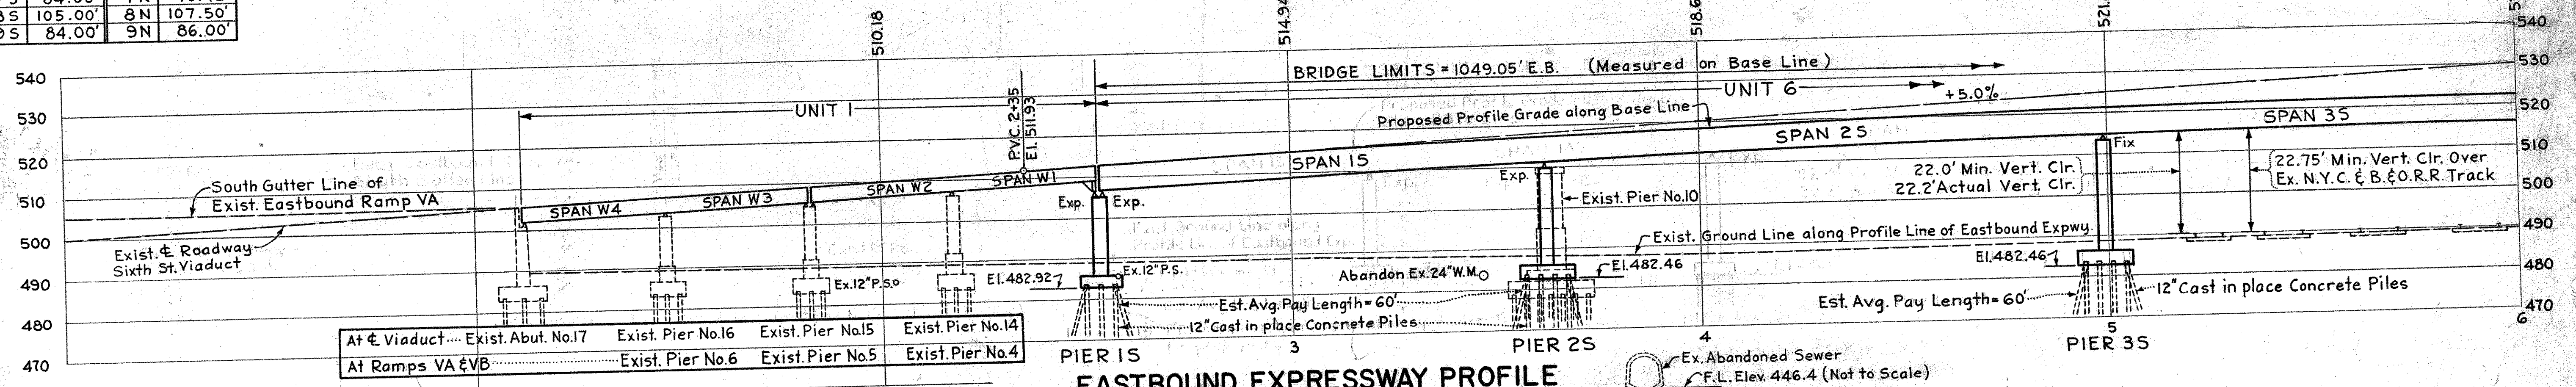 8S 105.00' 8N 107.50'
9S 84.00' 9N 86.00'
510.18
514.94
540
530
520
510
500
490
480
470
BRIDGE LIMITS = 1049.05' E.B. (Measured on Base Line)
UNIT 1
UNIT 6
+5.0%
P.V.C. 2+35
El. 511.93
Proposed Profile Grade along Base Line
SPAN W4
SPAN W3
SPAN W2
SPAN W1
SPAN 1S
SPAN 2S
SPAN 3S
South Gutter Line of
Exist. Eastbound Ramp VA
Exist. ℄ Roadway
Sixth St. Viaduct
Exp.
Exp.
Exp.
Fix
Exist. Pier No. 10
22.0' Min. Vert. Clr.
22.2' Actual Vert. Clr.
22.75' Min. Vert. Clr. Over
Ex. N.Y.C. & B. & O. R.R. Track
Exist. Ground Line along Profile Line of Eastbound Expwy.
Ex. 12" P.S.
El. 482.92
Ex. 12" P.S.
Abandon Ex. 24" W.M.
El. 482.46
El. 482.46
Est. Avg. Pay Length = 60'
12" Cast in place Concrete Piles
Est. Avg. Pay Length = 60'
12" Cast in place Concrete Piles
At ℄ Viaduct.... Exist. Abut. No. 17 Exist. Pier No. 16 Exist. Pier No. 15 Exist. Pier No. 14
At Ramps VA & VB .................... Exist. Pier No. 6 Exist. Pier No. 5 Exist. Pier No. 4
PIER 1S
3
PIER 2S
4
5
PIER 3S
6
540
530
520
510
500
490
480
470
EASTBOUND EXPRESSWAY PROFILE
Ex. Abandoned Sewer
F.L. Elev. 446.4 (Not to Scale)